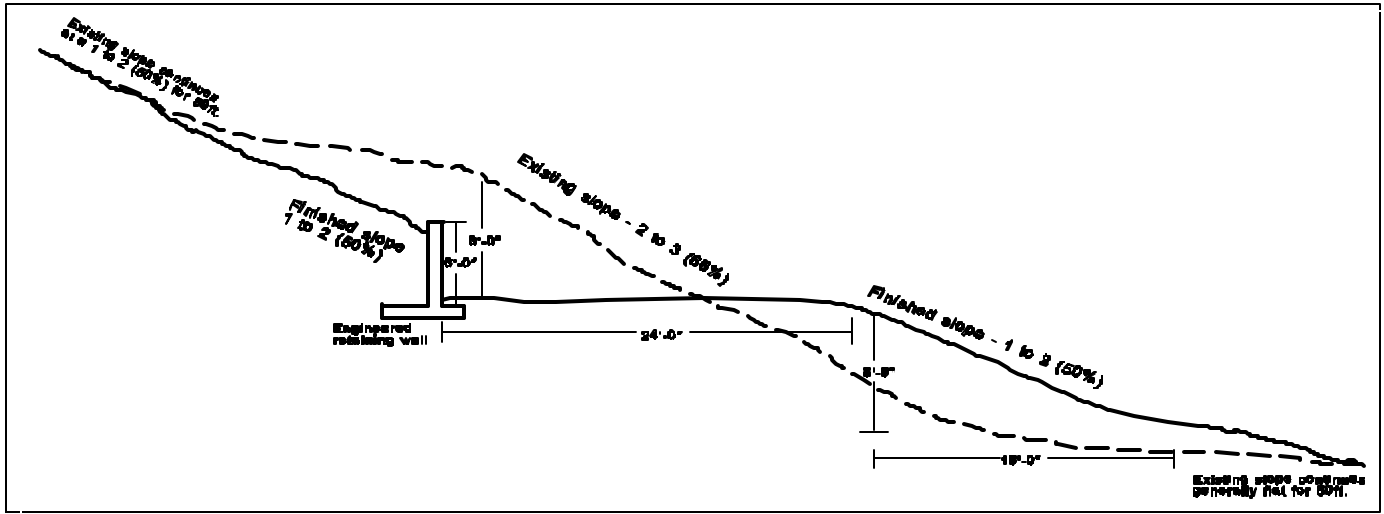 Existing slope continues
at a 1 to 2 (50%) for 50ft.
Existing slope - 2 to 3 (66%)
Finished slope
1 to 2 (50%)
6'-0"
Finished slope - 1 to 2 (50%)
Engineered
retaining wall
24'-0"
Existing slope continues
generally flat for 50ft.